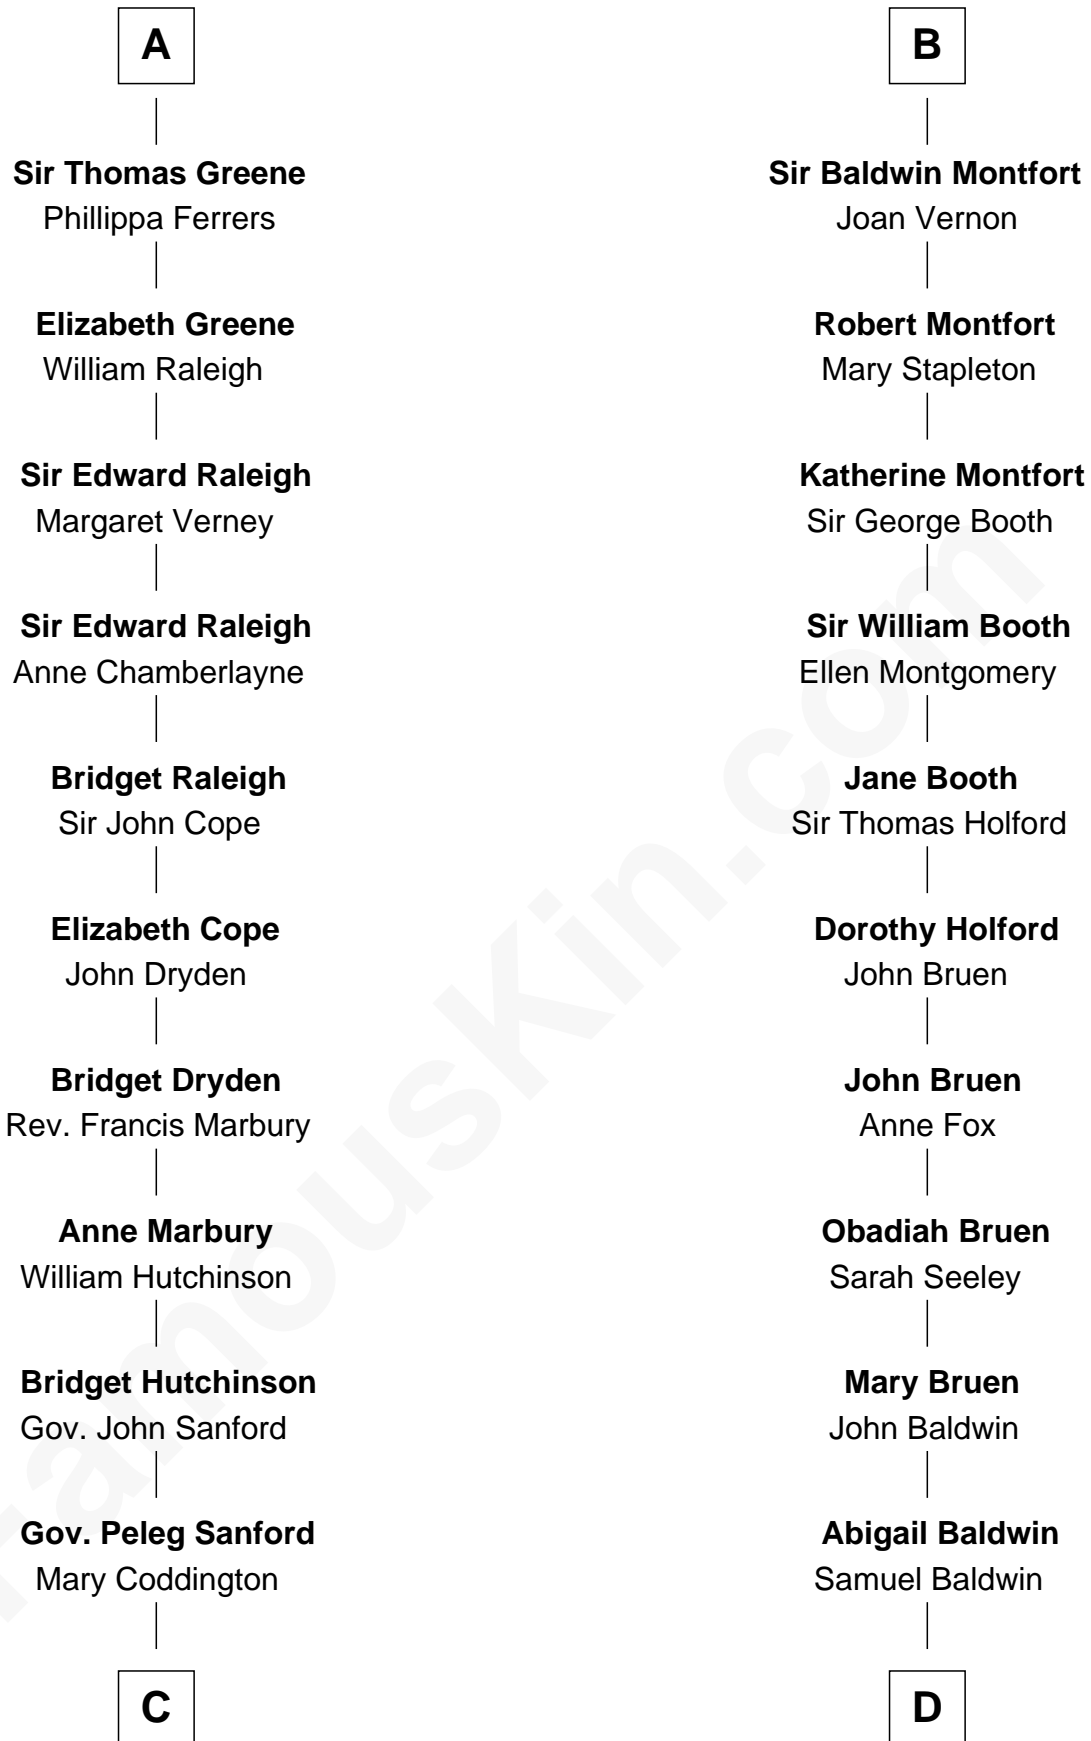 A
Sir Thomas Greene
Phillippa Ferrers
Elizabeth Greene
William Raleigh
Sir Edward Raleigh
Margaret Verney
Sir Edward Raleigh
Anne Chamberlayne
Bridget Raleigh
Sir John Cope
Elizabeth Cope
John Dryden
Bridget Dryden
Rev. Francis Marbury
Anne Marbury
William Hutchinson
Bridget Hutchinson
Gov. John Sanford
Gov. Peleg Sanford
Mary Coddington
C
B
Sir Baldwin Montfort
Joan Vernon
Robert Montfort
Mary Stapleton
Katherine Montfort
Sir George Booth
Sir William Booth
Ellen Montgomery
Jane Booth
Sir Thomas Holford
Dorothy Holford
John Bruen
John Bruen
Anne Fox
Obadiah Bruen
Sarah Seeley
Mary Bruen
John Baldwin
Abigail Baldwin
Samuel Baldwin
D
FamousKin.com